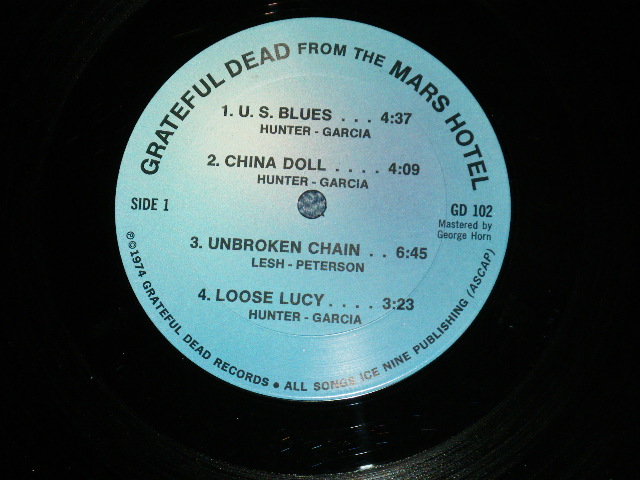 GRATEFUL DEAD FROM THE MARS HOTEL
1. U. S. BLUES . . . 4:37
HUNTER - GARCIA
2. CHINA DOLL . . . . 4:09
HUNTER - GARCIA
SIDE 1
GD 102
Mastered by
George Horn
3. UNBROKEN CHAIN . . 6:45
LESH - PETERSON
4. LOOSE LUCY . . . . 3:23
HUNTER - GARCIA
℗©1974 GRATEFUL DEAD RECORDS • ALL SONGS ICE NINE PUBLISHING (ASCAP)